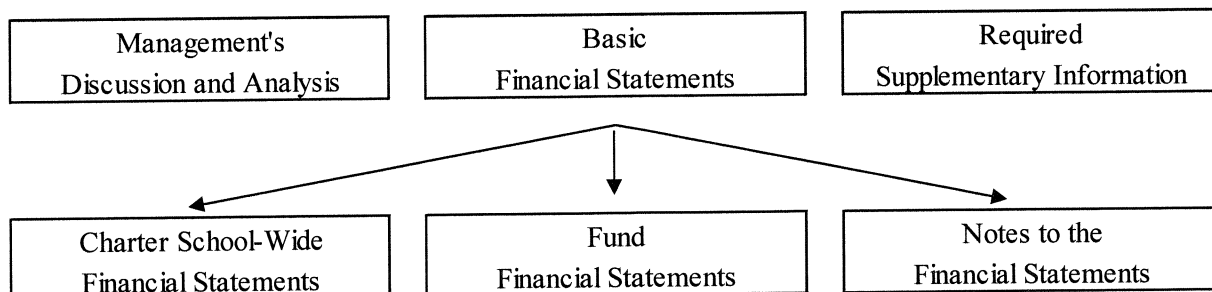 Management's
Discussion and Analysis
Basic
Financial Statements
Required
Supplementary Information
Charter School-Wide
Financial Statements
Fund
Financial Statements
Notes to the
Financial Statements